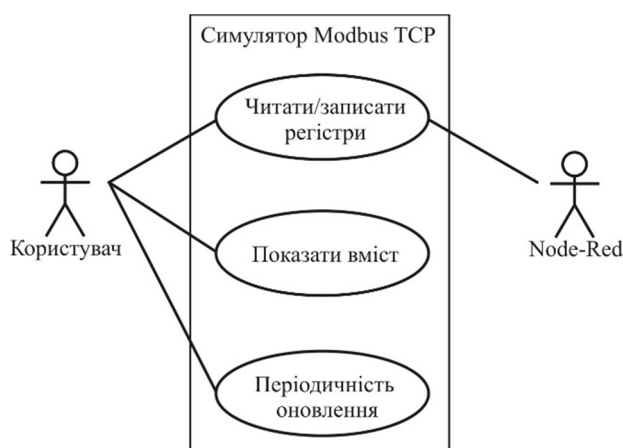 Симулятор Modbus TCP
Читати/записати
регістри
Користувач
Показати вміст
Node-Red
Періодичність
оновлення